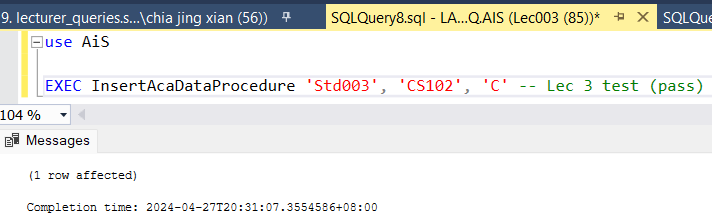 9. lecturer_queries.s...\chia jing xian (56))
SQLQuery8.sql - LA...Q.AIS (Lec003 (85))*
SQLQue
use AiS
EXEC InsertAcaDataProcedure 'Std003', 'CS102', 'C' -- Lec 3 test (pass)
104 %
Messages
(1 row affected)
Completion time: 2024-04-27T20:31:07.3554586+08:00